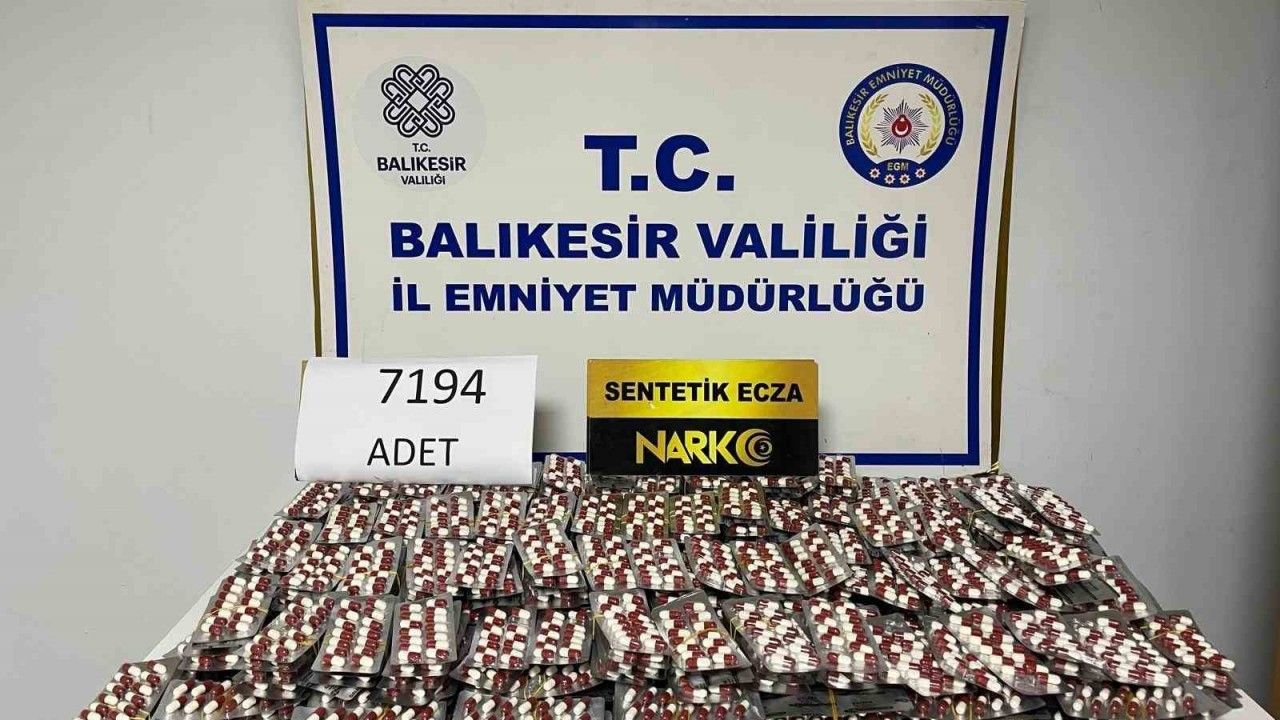 T.C.
BALIKESİR
VALİLİĞİ
BALIKESİR EMNİYET MÜDÜRLÜĞÜ
EGM
T.C.
BALIKESİR VALİLİĞİ
İL EMNİYET MÜDÜRLÜĞÜ
7194
ADET
SENTETİK ECZA
NARKO